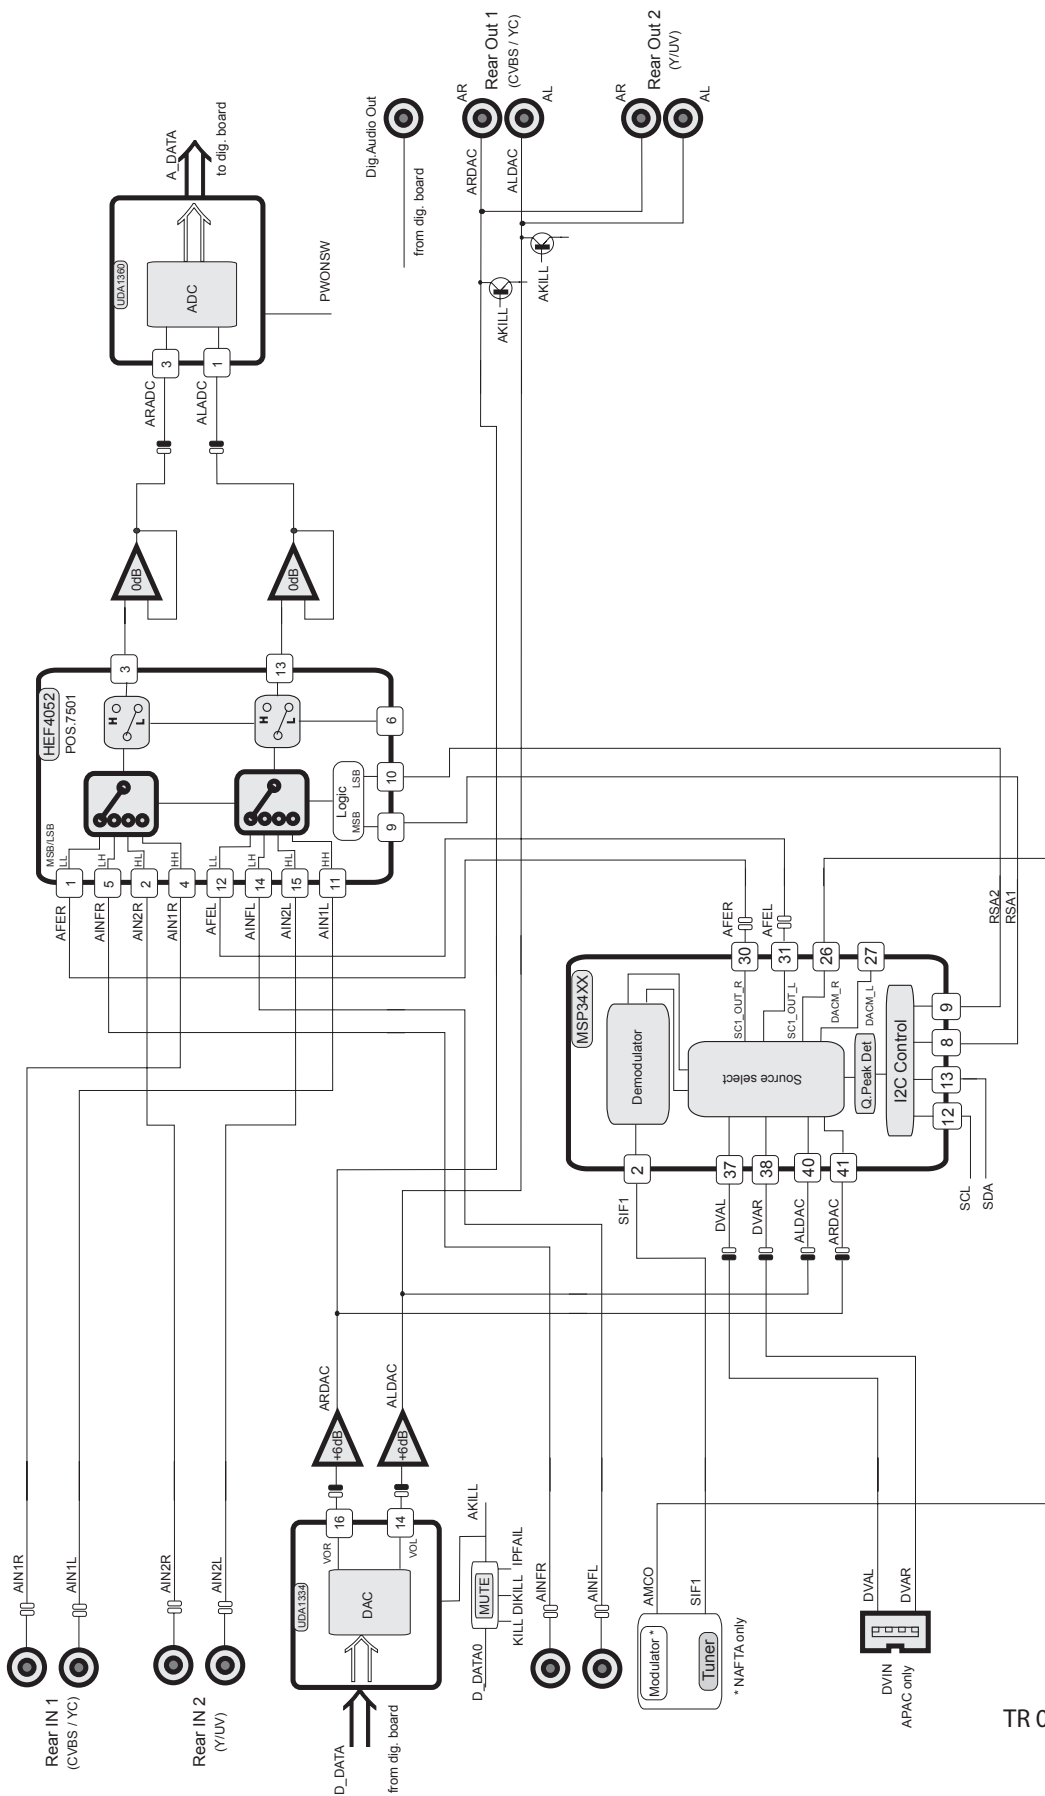 Rear IN 1
(CVBS / YC)
AIN1R
AIN1L
Rear IN 2
(Y/UV)
AIN2R
AIN2L
D_DATA
from dig. board
UDA1334
DAC
VOR
VOL
16
14
+6dB
+6dB
ARDAC
ALDAC
D_DATA0
MUTE
AKILL
KILL
DIKILL
IPFAIL
AINFR
AINFL
Modulator *
Tuner
* NAFTA only
AMCO
SIF1
DVIN
APAC only
DVAL
DVAR
HEF4052
POS.7501
MSB/LSB
AFER
1
LL
AINFR
5
LH
AIN2R
2
HL
AIN1R
4
HH
AFEL
12
LL
AINFL
14
LH
AIN2L
15
HL
AIN1L
11
HH
H
L
H
L
Logic
MSB
LSB
9
10
6
3
13
0dB
0dB
ARADC
ALADC
3
1
UDA1360
ADC
PWONSW
A_DATA
to dig. board
Dig.Audio Out
from dig. board
AR
AL
Rear Out 1
(CVBS / YC)
ARDAC
ALDAC
AKILL
AKILL
AR
AL
Rear Out 2
(Y/UV)
MSP34XX
Demodulator
Source select
Q.Peak Det
I2C Control
SIF1
2
DVAL
37
DVAR
38
ALDAC
40
ARDAC
41
SC1_OUT_R
30
AFER
SC1_OUT_L
31
AFEL
DACM_R
26
DACM_L
27
12
13
8
9
SCL
SDA
RSA2
RSA1
TR 0